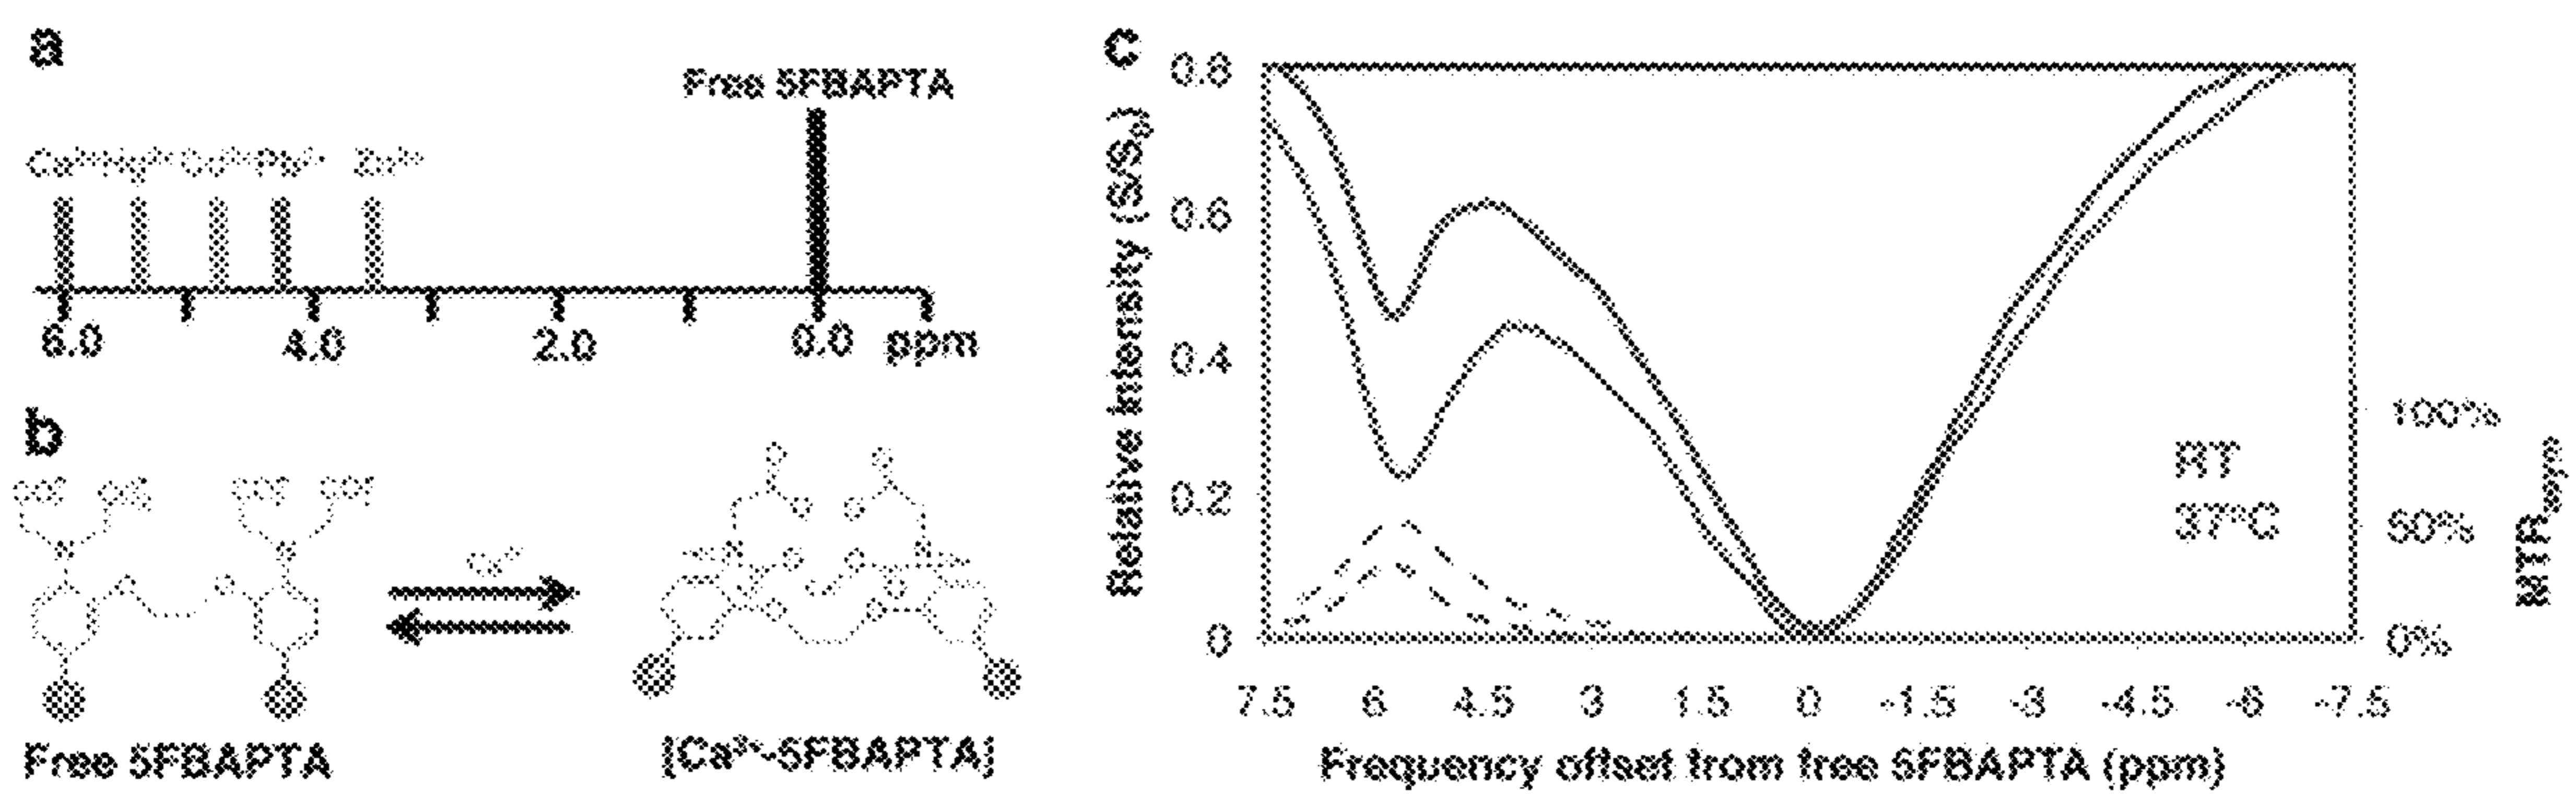 a
Free 5FBAPTA
Zn²⁺
6.0 4.0 2.0 0.0 ppm
b
Free 5FBAPTA
[Ca²⁺-5FBAPTA]
c
Relative intensity (S/S₀)
0.8
0.6
0.4
0.2
0
100%
50%
0%
RT
37°C
7.5 6 4.5 3 1.5 0 -1.5 -3 -4.5 -6 -7.5
Frequency offset from free 5FBAPTA (ppm)